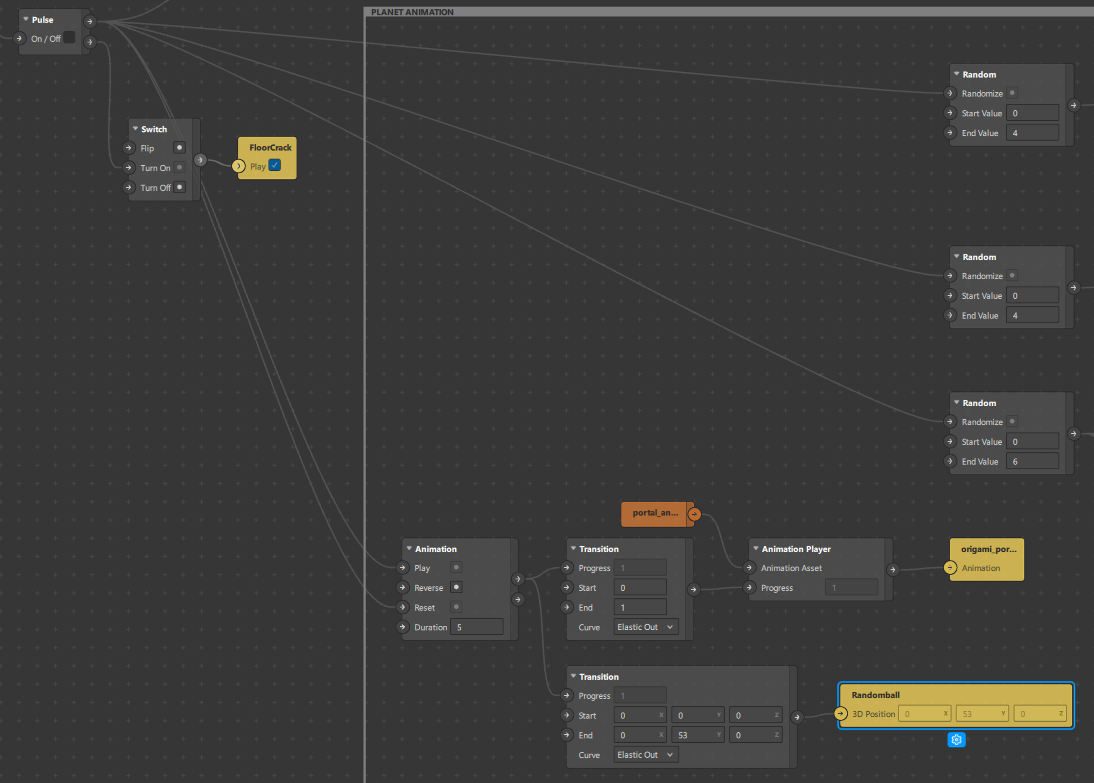 PLANET ANIMATION
Pulse
On / Off
Switch
Flip
Turn On
Turn Off
FloorCrack
Play
Random
Randomize
Start Value 0
End Value 4
Random
Randomize
Start Value 0
End Value 4
Random
Randomize
Start Value 0
End Value 6
portal_an...
Animation
Play
Reverse
Reset
Duration 5
Transition
Progress 1
Start 0
End 1
Curve Elastic Out
Animation Player
Animation Asset
Progress 1
origami_por...
Animation
Transition
Progress 1
Start 0 X 0 Y 0 Z
End 0 X 53 Y 0 Z
Curve Elastic Out
Randomball
3D Position 0 X 53 Y 0 Z